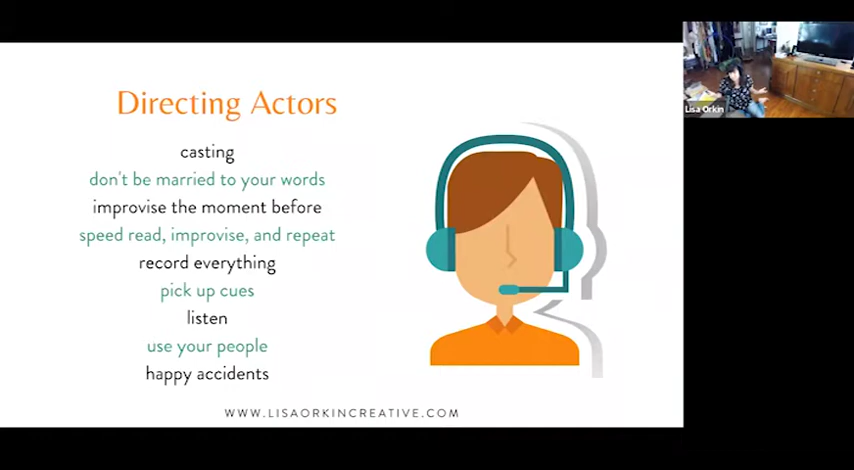 Directing Actors
casting
don't be married to your words
improvise the moment before
speed read, improvise, and repeat
record everything
pick up cues
listen
use your people
happy accidents
WWW.LISAORKINCREATIVE.COM
Lisa Orkin